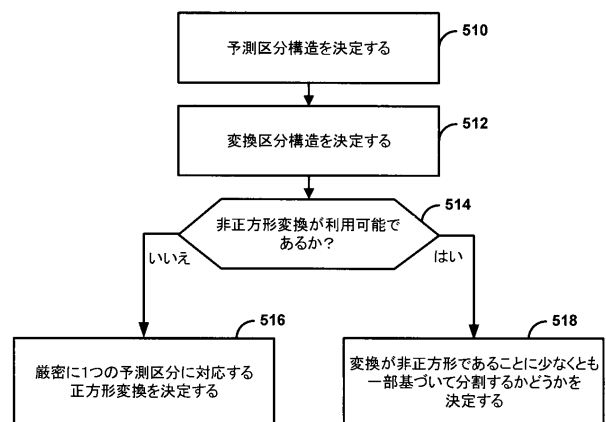 予測区分構造を決定する
510
変換区分構造を決定する
512
非正方形変換が利用可能で
あるか?
514
いいえ
はい
516
厳密に1つの予測区分に対応する
正方形変換を決定する
518
変換が非正方形であることに少なくとも
一部基づいて分割するかどうかを
決定する